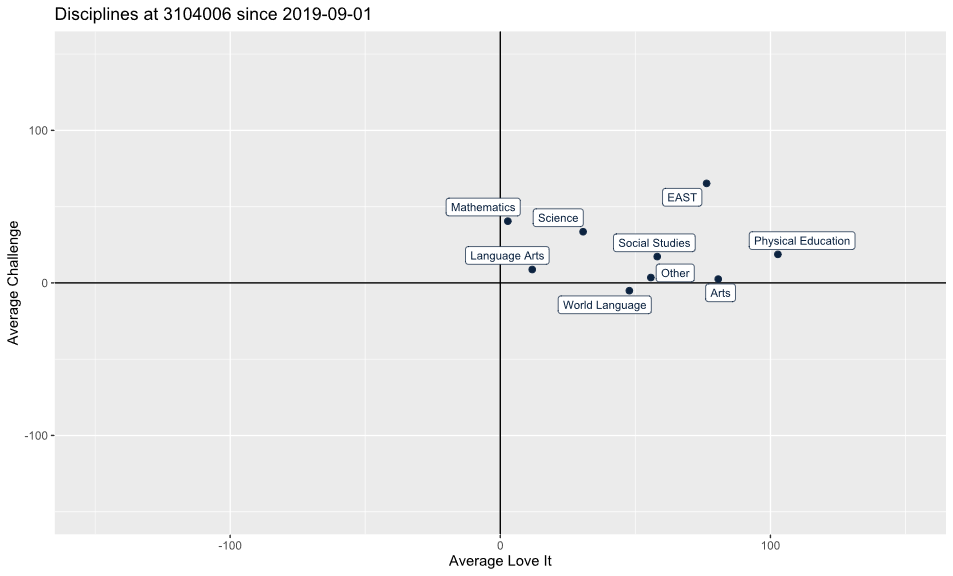 Disciplines at 3104006 since 2019-09-01
Average Challenge
100
0
-100
EAST
Mathematics
Science
Social Studies
Physical Education
Language Arts
Other
Arts
World Language
-100
0
100
Average Love It